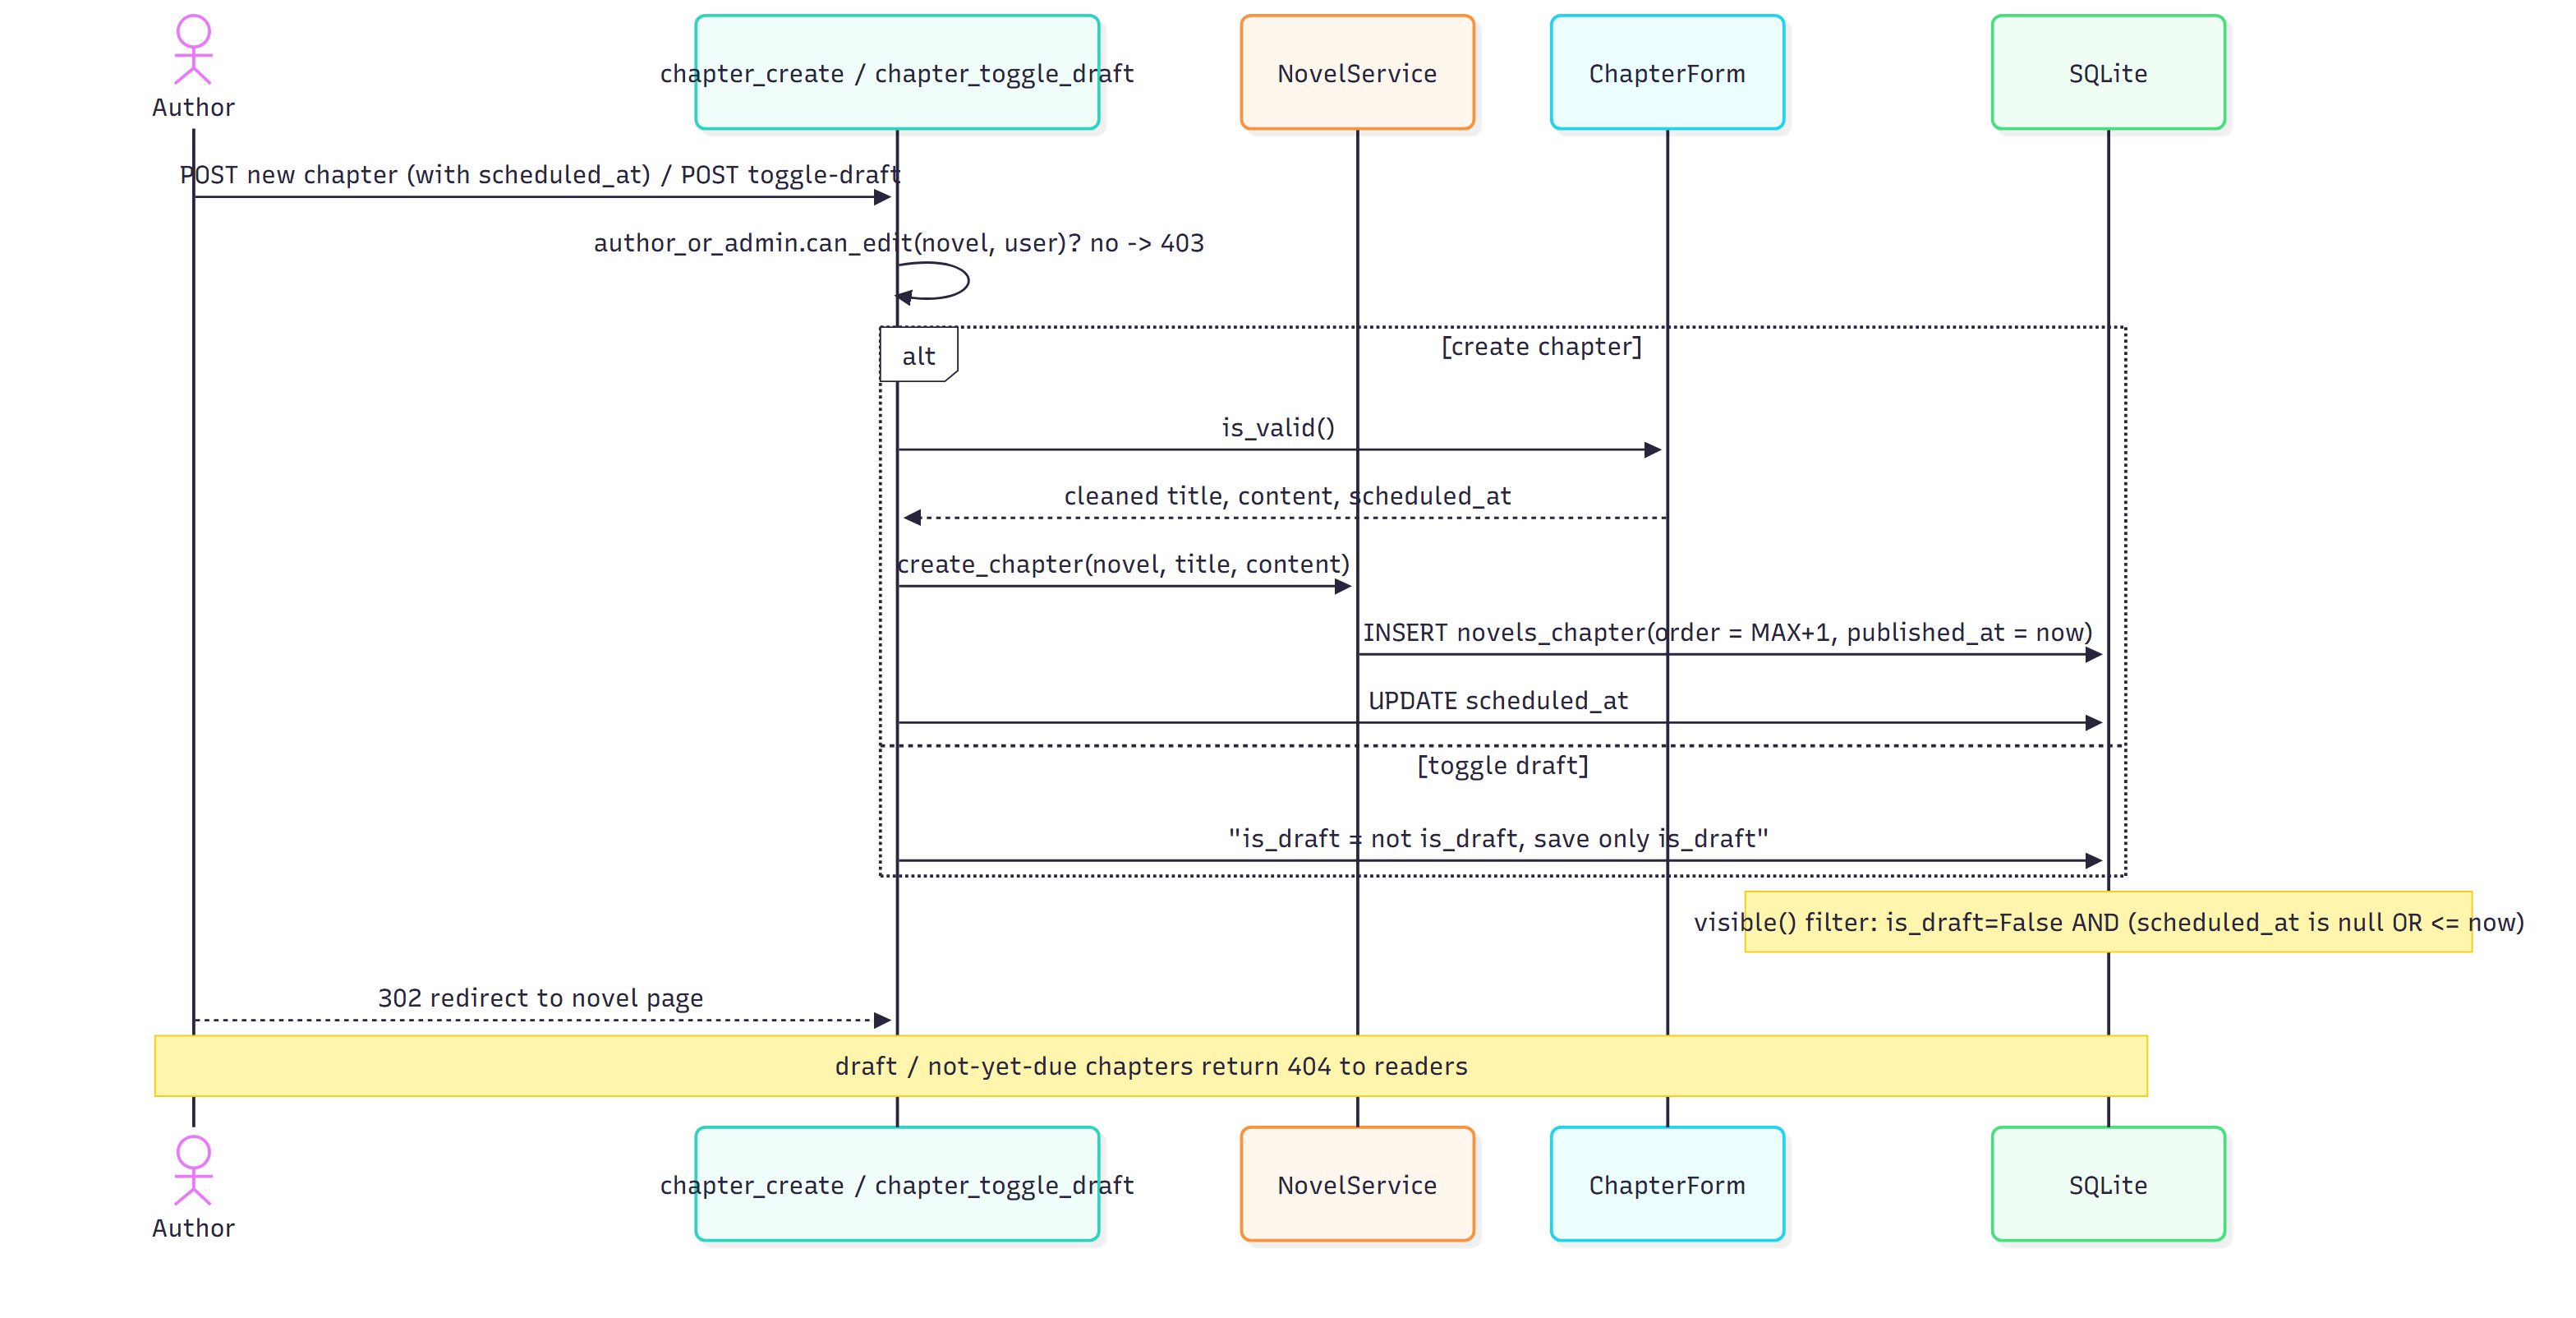 Author
chapter_create / chapter_toggle_draft
NovelService
ChapterForm
SQLite
POST new chapter (with scheduled_at) / POST toggle-draft
author_or_admin.can_edit(novel, user)? no -> 403
alt
[create chapter]
is_valid()
cleaned title, content, scheduled_at
create_chapter(novel, title, content)
INSERT novels_chapter(order = MAX+1, published_at = now)
UPDATE scheduled_at
[toggle draft]
"is_draft = not is_draft, save only is_draft"
visible() filter: is_draft=False AND (scheduled_at is null OR <= now)
302 redirect to novel page
draft / not-yet-due chapters return 404 to readers
Author
chapter_create / chapter_toggle_draft
NovelService
ChapterForm
SQLite